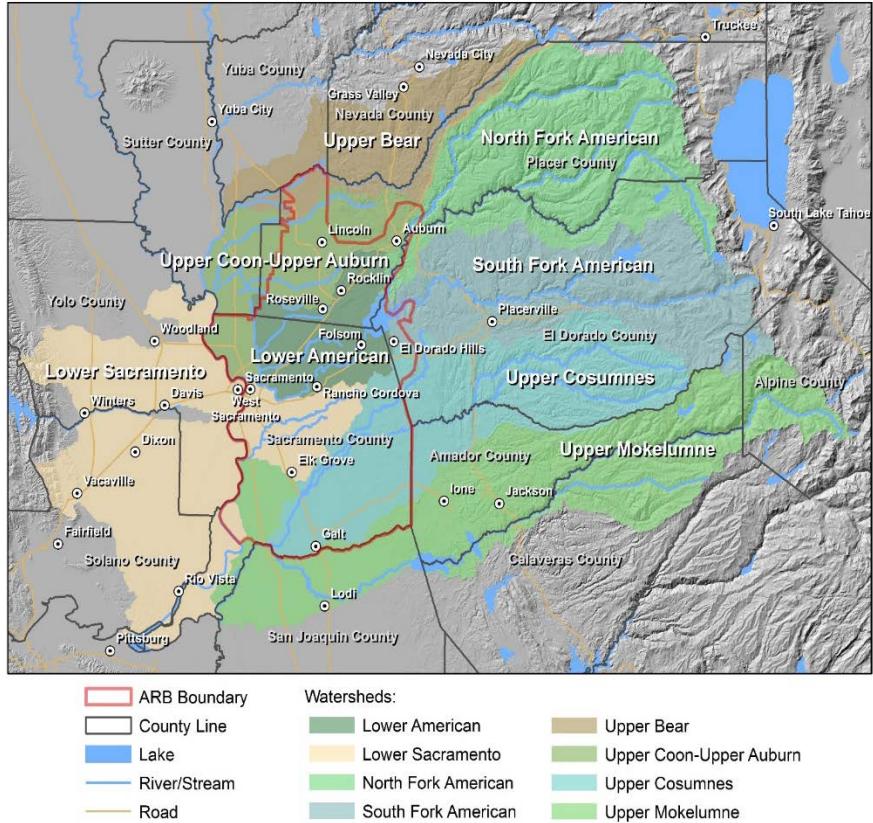 Truckee
Nevada City
Yuba County
Grass Valley
Yuba City
Nevada County
Sutter County
Upper Bear
North Fork American
Placer County
South Lake Tahoe
Lincoln
Auburn
Upper Coon-Upper Auburn
South Fork American
Rocklin
Yolo County
Roseville
Placerville
Woodland
Folsom
El Dorado County
El Dorado Hills
Lower American
Lower Sacramento
Sacramento
Upper Cosumnes
Alpine County
Davis
West
Sacramento
Rancho Cordova
Winters
Sacramento County
Upper Mokelumne
Dixon
Amador County
Elk Grove
Vacaville
Ione
Jackson
Fairfield
Galt
Calaveras County
Solano County
Rio Vista
Lodi
San Joaquin County
Pittsburg
ARB Boundary
County Line
Lake
River/Stream
Road
Watersheds:
Lower American
Lower Sacramento
North Fork American
South Fork American
Upper Bear
Upper Coon-Upper Auburn
Upper Cosumnes
Upper Mokelumne